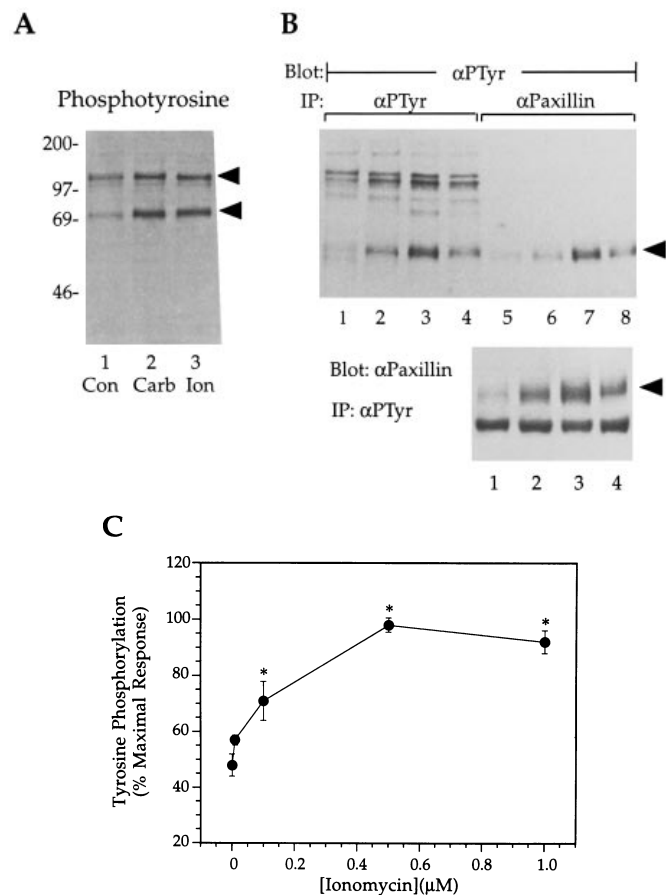 A
Phosphotyrosine
200-
97-
69-
46-
1 2 3
Con Carb Ion
B
Blot: αPTyr
IP: αPTyr αPaxillin
1 2 3 4 5 6 7 8
Blot: αPaxillin
IP: αPTyr
1 2 3 4
C
Tyrosine Phosphorylation
(% Maximal Response)
120
100
80
60
40
20
* * *
0 0.2 0.4 0.6 0.8 1.0
[Ionomycin](μM)